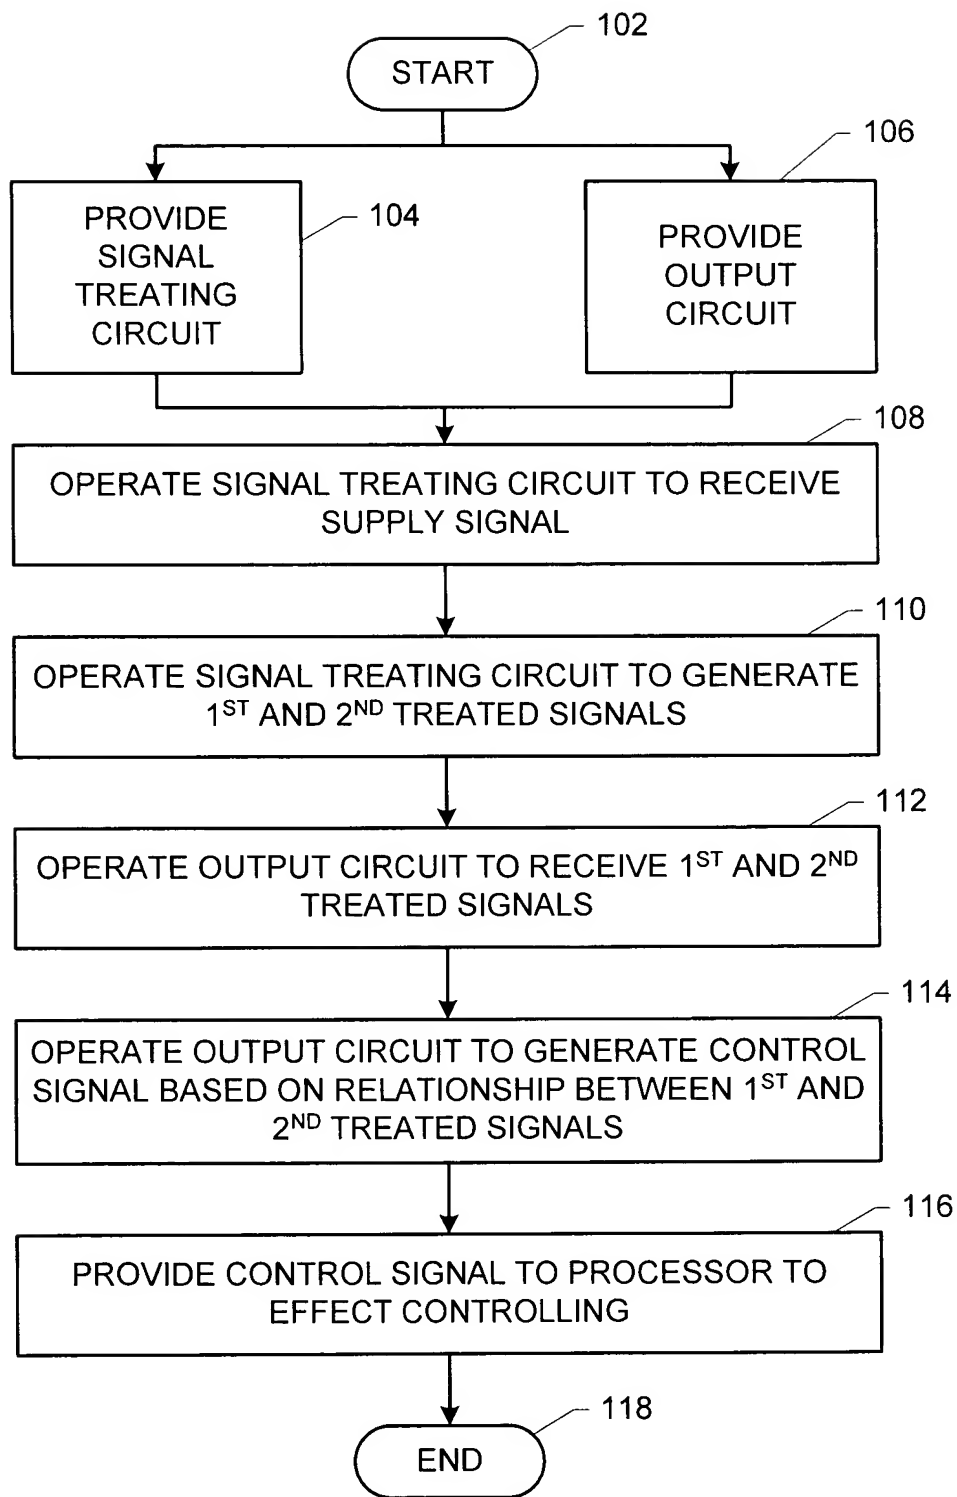 102
START
106
104
PROVIDE
SIGNAL
TREATING
CIRCUIT
PROVIDE
OUTPUT
CIRCUIT
108
OPERATE SIGNAL TREATING CIRCUIT TO RECEIVE
SUPPLY SIGNAL
110
OPERATE SIGNAL TREATING CIRCUIT TO GENERATE
1ST AND 2ND TREATED SIGNALS
112
OPERATE OUTPUT CIRCUIT TO RECEIVE 1ST AND 2ND
TREATED SIGNALS
114
OPERATE OUTPUT CIRCUIT TO GENERATE CONTROL
SIGNAL BASED ON RELATIONSHIP BETWEEN 1ST AND
2ND TREATED SIGNALS
116
PROVIDE CONTROL SIGNAL TO PROCESSOR TO
EFFECT CONTROLLING
118
END